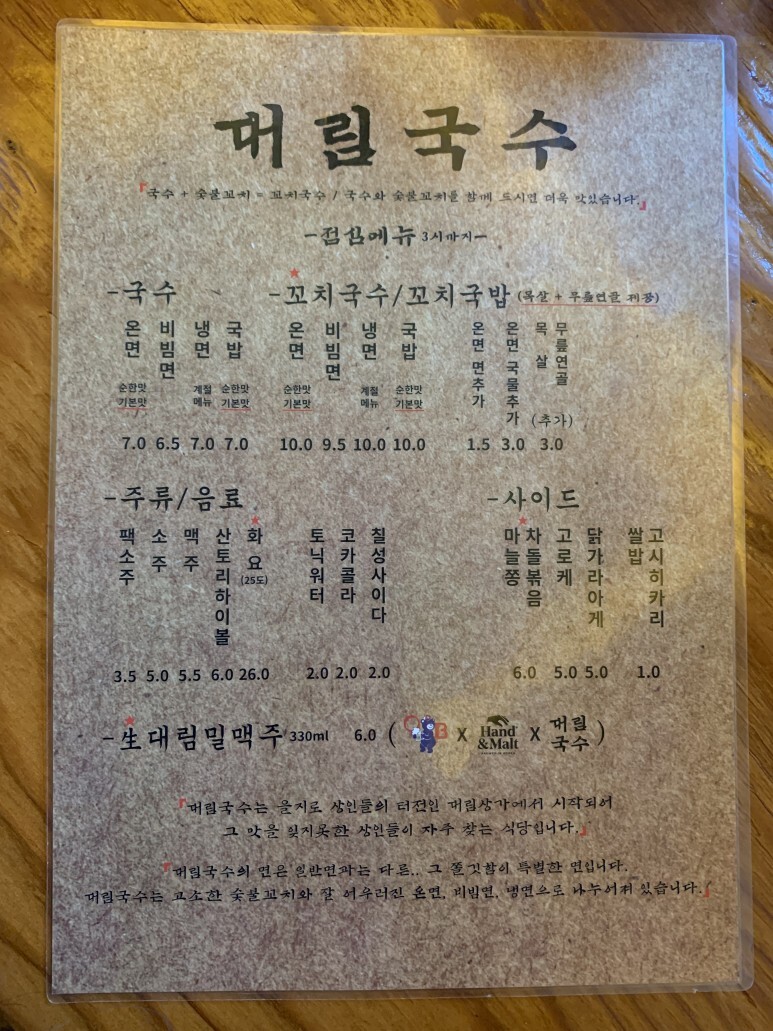 대림국수
『국수 + 숯불꼬치 = 꼬치국수 / 국수와 숯불꼬치를 함께 드시면 더욱 맛있습니다.』
-점심메뉴 3시까지-
-국수
온면 순한맛 기본맛 7.0
비빔면 6.5
냉면 계절메뉴 7.0
국밥 순한맛 기본맛 7.0
-꼬치국수/꼬치국밥 (목살 + 무릎연골 제공)
온면 순한맛 기본맛 10.0
비빔면 9.5
냉면 계절메뉴 10.0
국밥 순한맛 기본맛 10.0
온면 면추가 1.5
온면 국물추가 3.0
목살 무릎연골 (추가) 3.0
-주류/음료
팩소주 3.5
소주 5.0
맥주 5.5
산토리하이볼 6.0
화요 (25도) 26.0
토닉워터 2.0
코카콜라 2.0
칠성사이다 2.0
-사이드
마늘쫑 차돌볶음 6.0
고로케 5.0
닭가라아게 5.0
쌀밥 고시히카리 1.0
-生대림밀맥주 330ml 6.0 ( OB X Hand &Malt X 대림국수 )
『대림국수는 을지로 상인들의 터전인 대림상가에서 시작되어
그 맛을 잊지못한 상인들이 자주 찾는 식당입니다.』
『대림국수의 면은 일반면과는 다른.. 그 쫄깃함이 특별한 면입니다.
대림국수는 고소한 숯불꼬치와 잘 어우러진 온면, 비빔면, 냉면으로 나누어져 있습니다.』